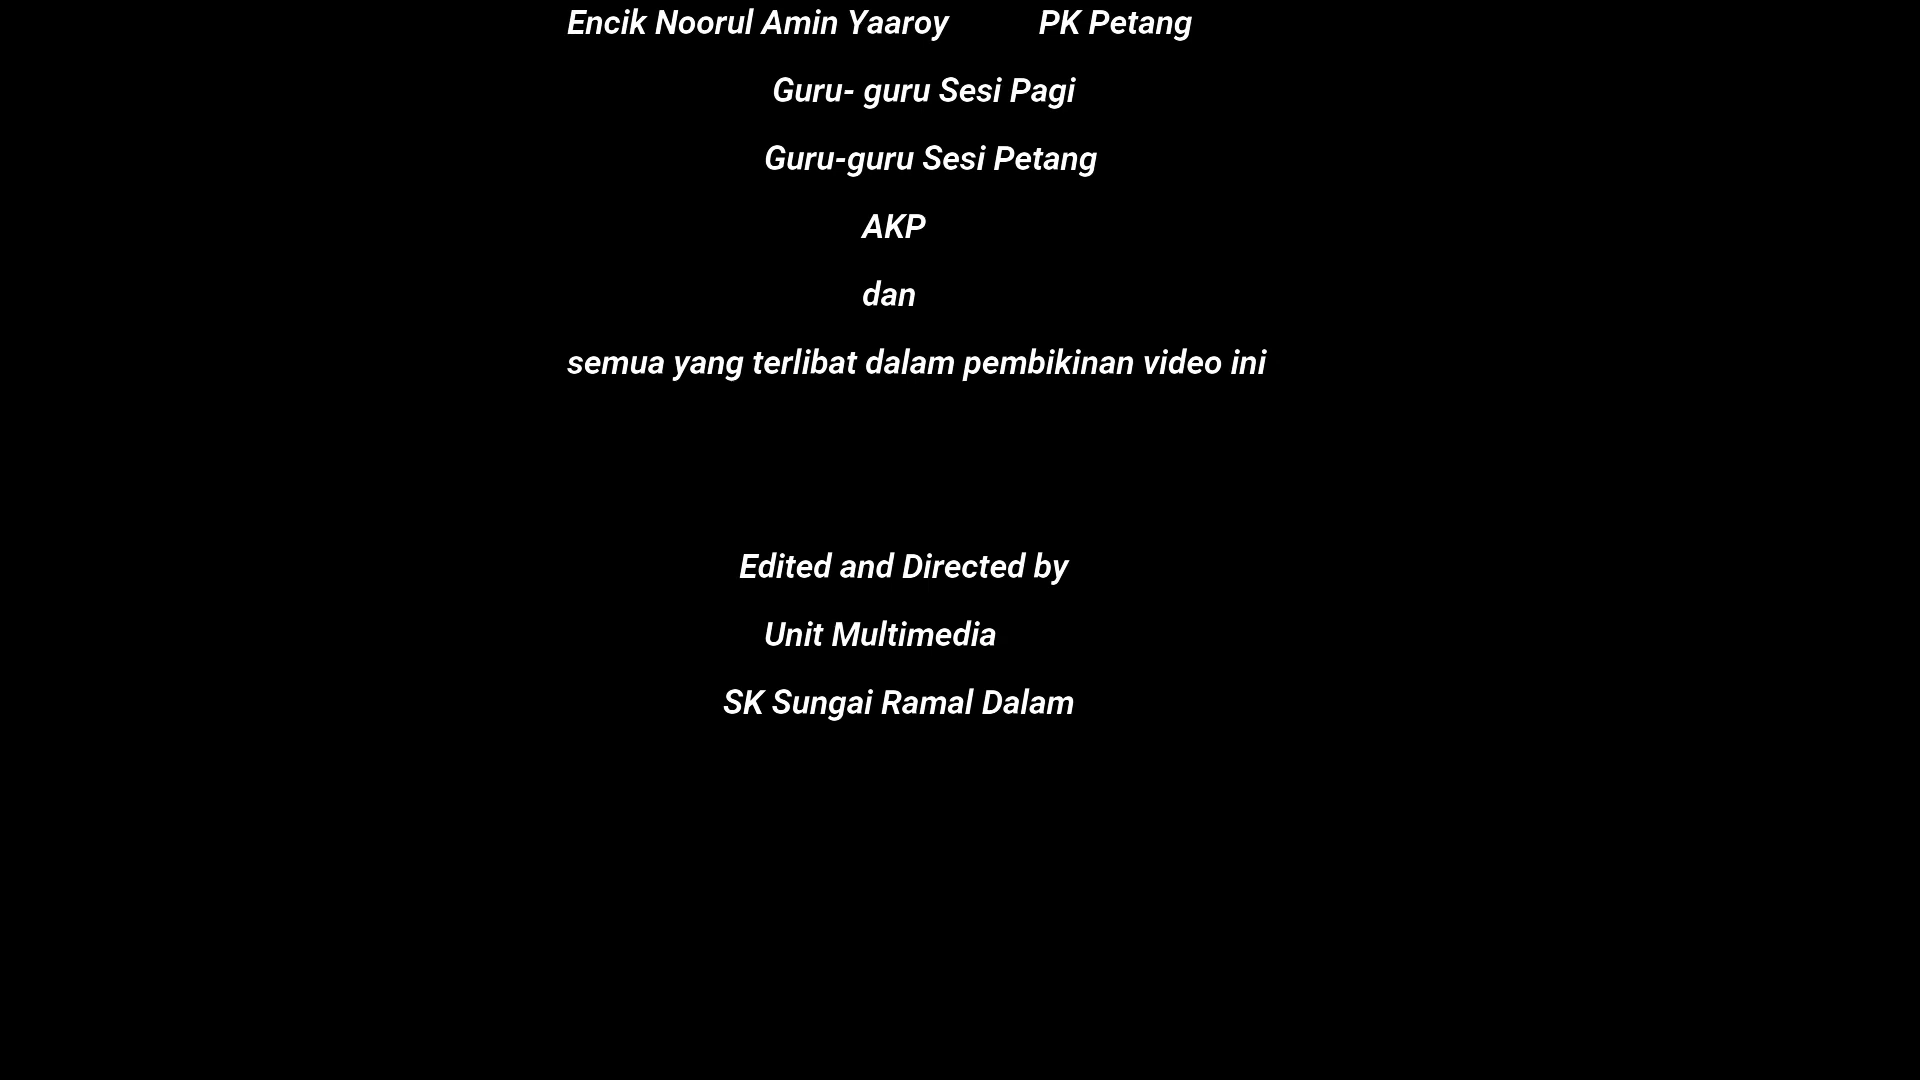 Encik Noorul Amin Yaaroy PK Petang
Guru- guru Sesi Pagi
Guru-guru Sesi Petang
AKP
dan
semua yang terlibat dalam pembikinan video ini
Edited and Directed by
Unit Multimedia
SK Sungai Ramal Dalam